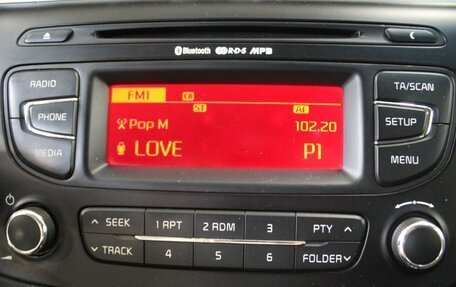 Bluetooth R·D·S MP3
RADIO
FM1 CD
TA/SCAN
ST AF
PHONE
Pop M 102.20
SETUP
MEDIA
LOVE P1
MENU
SEEK 1 RPT 2 RDM 3 PTY
TRACK 4 5 6 FOLDER